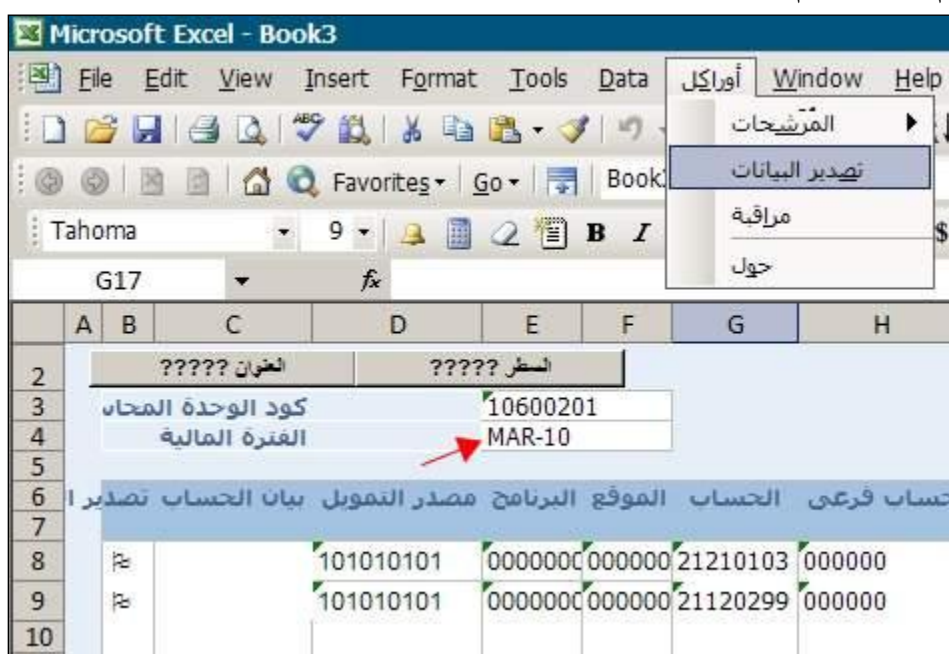 Microsoft Excel - Book3
File Edit View Insert Format Tools Data أوراكل Window Help
المرشيحات
تصدير البيانات
مراقبة
حول
Favorites Go Book
Tahoma 9 B I $
G17 fx
A B C D E F G H
2 العنوان ????? السطر ?????
3 كود الوحدة المحاس 10600201
4 الفترة المالية MAR-10
5
6 تصدير ا بيان الحساب مصدر التمويل البرنامج الموقع الحساب حساب فرعى
7
8 101010101 0000000 000000 21210103 000000
9 101010101 0000000 000000 21120299 000000
10